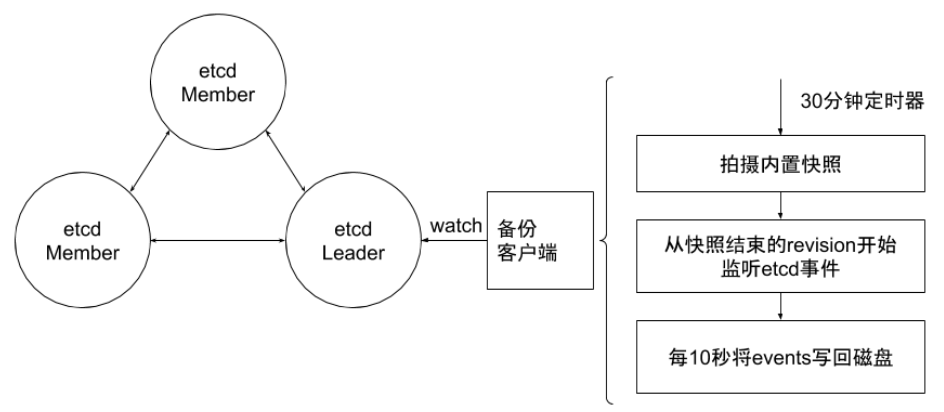 etcd
Member
etcd
Member
etcd
Leader
watch
备份
客户端
30分钟定时器
拍摄内置快照
从快照结束的revision开始
监听etcd事件
每10秒将events写回磁盘